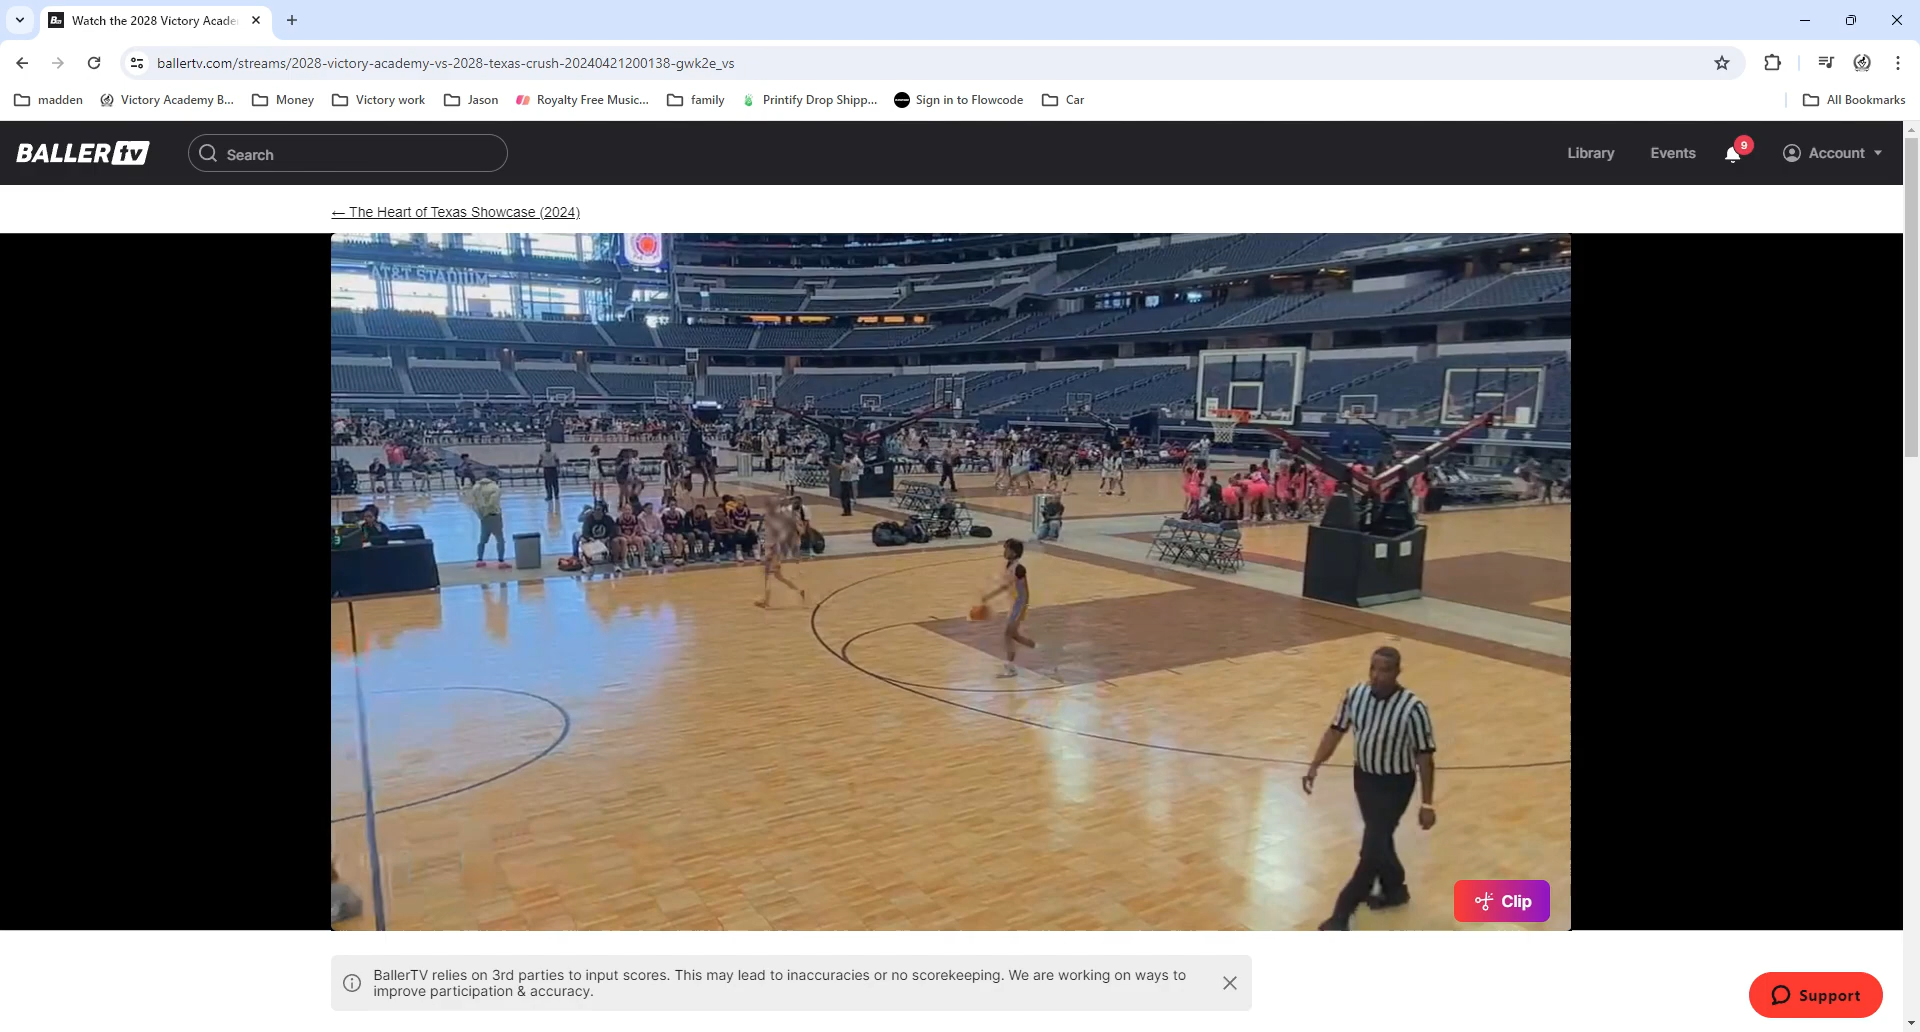 Watch the 2028 Victory Acade
ballertv.com/streams/2028-victory-academy-vs-2028-texas-crush-20240421200138-gwk2e_vs
madden
Victory Academy B...
Money
Victory work
Jason
Royalty Free Music...
family
Printify Drop Shipp...
Sign in to Flowcode
Car
All Bookmarks
BALLERtv
Search
Library
Events
9
Account
← The Heart of Texas Showcase (2024)
AT&T STADIUM
Clip
BallerTV relies on 3rd parties to input scores. This may lead to inaccuracies or no scorekeeping. We are working on ways to
improve participation & accuracy.
Support